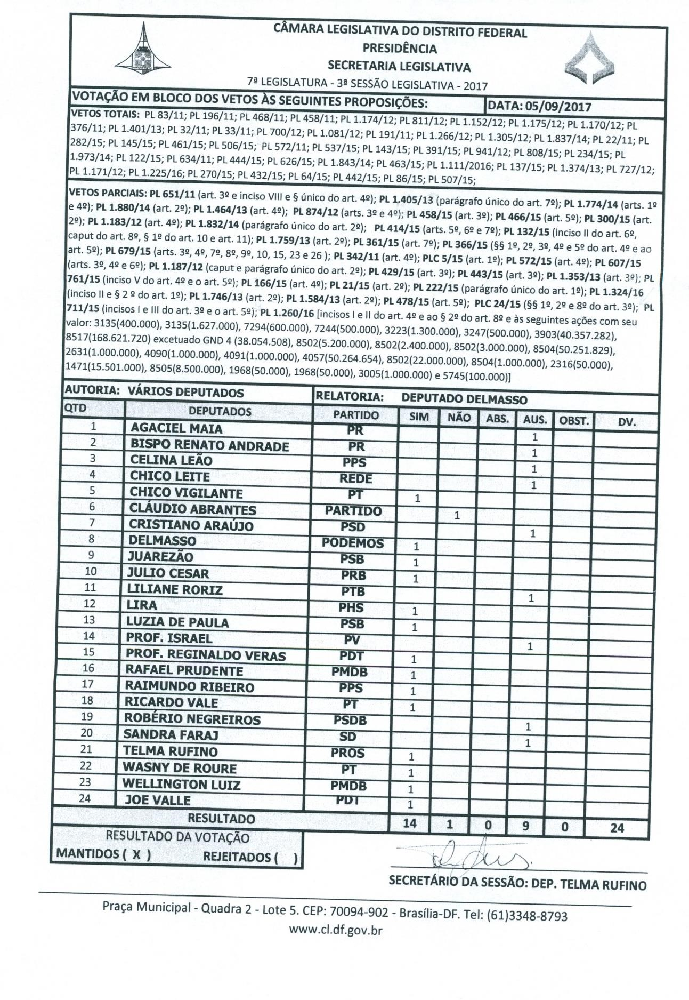 CÂMARA LEGISLATIVA DO DISTRITO FEDERAL
PRESIDÊNCIA
SECRETARIA LEGISLATIVA
7ª LEGISLATURA - 3ª SESSÃO LEGISLATIVA - 2017
VOTAÇÃO EM BLOCO DOS VETOS ÀS SEGUINTES PROPOSIÇÕES: DATA: 05/09/2017
VETOS TOTAIS: PL 83/11; PL 196/11; PL 468/11; PL 458/11; PL 1.174/12; PL 811/12; PL 1.152/12; PL 1.175/12; PL 1.170/12; PL
376/11; PL 1.401/13; PL 32/11; PL 33/11; PL 700/12; PL 1.081/12; PL 191/11; PL 1.266/12; PL 1.305/12; PL 1.837/14; PL 22/11; PL
282/15; PL 145/15; PL 461/15; PL 506/15; PL 572/11; PL 537/15; PL 143/15; PL 391/15; PL 941/12; PL 808/15; PL 234/15; PL
1.973/14; PL 122/15; PL 634/11; PL 444/15; PL 626/15; PL 1.843/14; PL 463/15; PL 1.111/2016; PL 137/15; PL 1.374/13; PL 727/12;
PL 1.171/12; PL 1.225/16; PL 270/15; PL 432/15; PL 64/15; PL 442/15; PL 86/15; PL 507/15;
VETOS PARCIAIS: PL 651/11 (art. 3º e inciso VIII e § único do art. 4º); PL 1.405/13 (parágrafo único do art. 7º); PL 1.774/14 (arts. 1º
e 4º); PL 1.880/14 (art. 2º); PL 1.464/13 (art. 4º); PL 874/12 (arts. 3º e 4º); PL 458/15 (art. 3º); PL 466/15 (art. 5º); PL 300/15 (art.
2º); PL 1.183/12 (art. 4º); PL 1.832/14 (parágrafo único do art. 2º); PL 414/15 (arts. 5º, 6º e 7º); PL 132/15 (inciso II do art. 6º,
caput do art. 8º, § 1º do art. 10 e art. 11); PL 1.759/13 (art. 2º); PL 361/15 (art. 7º); PL 366/15 (§§ 1º, 2º, 3º, 4º e 5º do art. 4º e ao
art. 5º); PL 679/15 (arts. 3º, 4º, 7º, 8º, 9º, 10, 15, 23 e 26 ); PL 342/11 (art. 4º); PLC 5/15 (art. 1º); PL 572/15 (art. 4º); PL 607/15
(arts. 3º, 4º e 6º); PL 1.187/12 (caput e parágrafo único do art. 2º); PL 429/15 (art. 3º); PL 443/15 (art. 3º); PL 1.353/13 (art. 3º); PL
761/15 (inciso V do art. 4º e o art. 5º); PL 166/15 (art. 4º); PL 21/15 (art. 2º); PL 222/15 (parágrafo único do art. 1º); PL 1.324/16
(inciso II e § 2 º do art. 1º); PL 1.746/13 (art. 2º); PL 1.584/13 (art. 2º); PL 478/15 (art. 5º); PLC 24/15 (§§ 1º, 2º e 8º do art. 3º); PL
711/15 (incisos I e III do art. 3º e o art. 5º); PL 1.260/16 [incisos I e II do art. 4º e ao § 2º do art. 8º e às seguintes ações com seu
valor: 3135(400.000), 3135(1.627.000), 7294(600.000), 7244(500.000), 3223(1.300.000), 3247(500.000), 3903(40.357.282),
8517(168.621.720) excetuado GND 4 (38.054.508), 8502(5.200.000), 8502(2.400.000), 8502(3.000.000), 8504(50.251.829),
2631(1.000.000), 4090(1.000.000), 4091(1.000.000), 4057(50.264.654), 8502(22.000.000), 8504(1.000.000), 2316(50.000),
1471(15.501.000), 8505(8.500.000), 1968(50.000), 1968(50.000), 3005(1.000.000) e 5745(100.000)]
AUTORIA: VÁRIOS DEPUTADOS RELATORIA: DEPUTADO DELMASSO
QTD DEPUTADOS PARTIDO SIM NÃO ABS. AUS. OBST. DV.
1 AGACIEL MAIA PR 1
2 BISPO RENATO ANDRADE PR 1
3 CELINA LEÃO PPS 1
4 CHICO LEITE REDE 1
5 CHICO VIGILANTE PT 1
6 CLÁUDIO ABRANTES PARTIDO 1
7 CRISTIANO ARAÚJO PSD 1
8 DELMASSO PODEMOS 1
9 JUAREZÃO PSB 1
10 JULIO CESAR PRB 1
11 LILIANE RORIZ PTB 1
12 LIRA PHS 1
13 LUZIA DE PAULA PSB 1
14 PROF. ISRAEL PV 1
15 PROF. REGINALDO VERAS PDT 1
16 RAFAEL PRUDENTE PMDB 1
17 RAIMUNDO RIBEIRO PPS 1
18 RICARDO VALE PT 1
19 ROBÉRIO NEGREIROS PSDB 1
20 SANDRA FARAJ SD 1
21 TELMA RUFINO PROS 1
22 WASNY DE ROURE PT 1
23 WELLINGTON LUIZ PMDB 1
24 JOE VALLE PDT 1
RESULTADO 14 1 0 9 0 24
RESULTADO DA VOTAÇÃO
MANTIDOS ( X ) REJEITADOS ( )
SECRETÁRIO DA SESSÃO: DEP. TELMA RUFINO
Praça Municipal - Quadra 2 - Lote 5. CEP: 70094-902 - Brasília-DF. Tel: (61)3348-8793
www.cl.df.gov.br